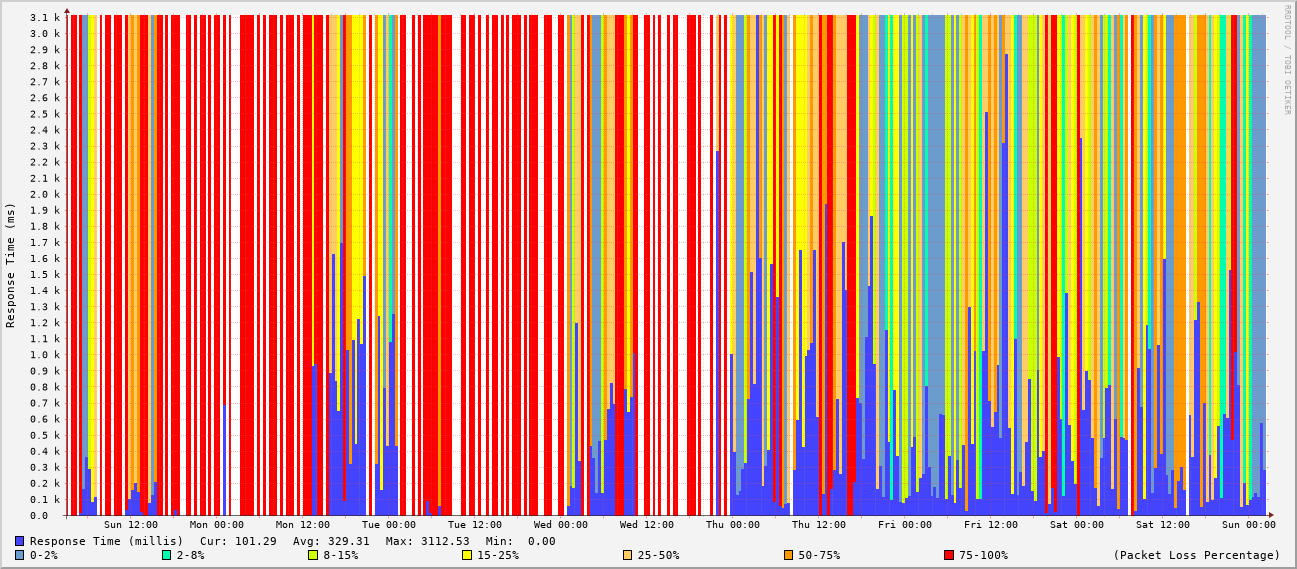 3.1 k
3.0 k
2.9 k
2.8 k
2.7 k
2.6 k
2.5 k
2.4 k
2.3 k
2.2 k
2.1 k
2.0 k
1.9 k
1.8 k
1.7 k
1.6 k
1.5 k
1.4 k
1.3 k
1.2 k
1.1 k
1.0 k
0.9 k
0.8 k
0.7 k
0.6 k
0.5 k
0.4 k
0.3 k
0.2 k
0.1 k
0.0
Response Time (ms)
RRDTOOL / TOBI OETIKER
Sun 12:00 Mon 00:00 Mon 12:00 Tue 00:00 Tue 12:00 Wed 00:00 Wed 12:00 Thu 00:00 Thu 12:00 Fri 00:00 Fri 12:00 Sat 00:00 Sat 12:00 Sun 00:00
Response Time (millis) Cur: 101.29 Avg: 329.31 Max: 3112.53 Min: 0.00
0-2% 2-8% 8-15% 15-25% 25-50% 50-75% 75-100% (Packet Loss Percentage)